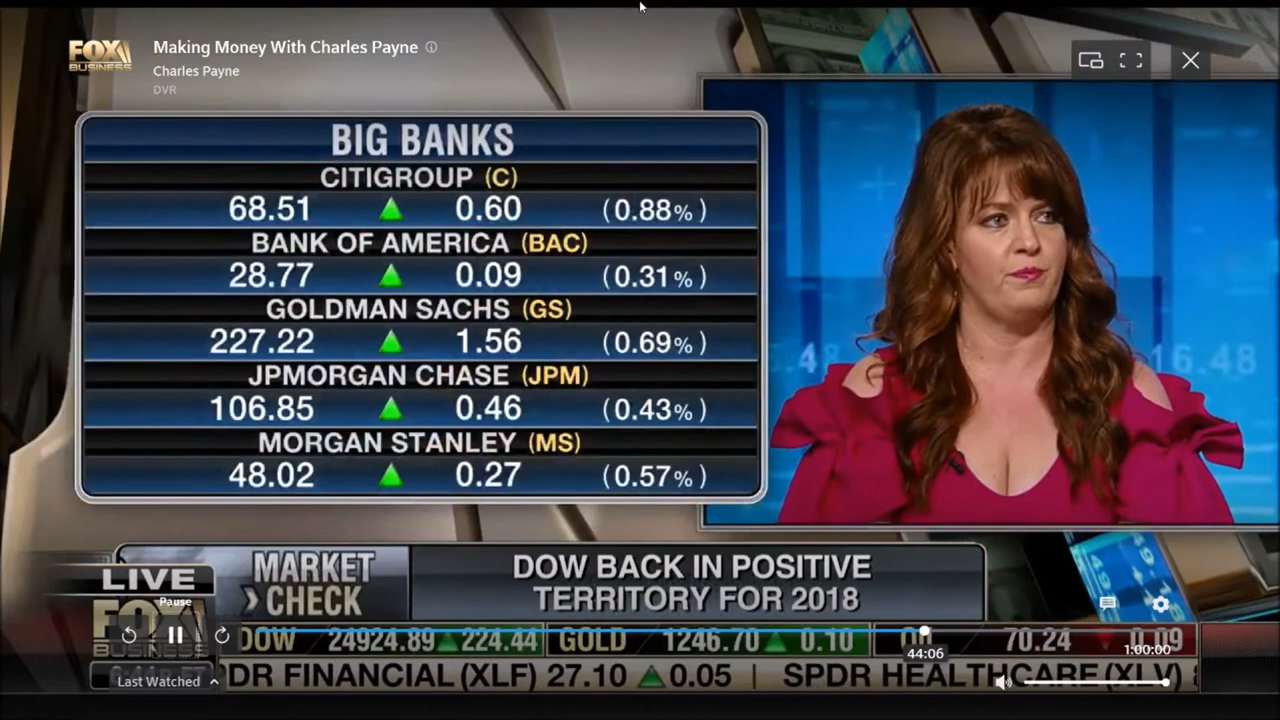 FOX
BUSINESS
Making Money With Charles Payne
Charles Payne
DVR
BIG BANKS
CITIGROUP (C)
68.51 ▲ 0.60 (0.88%)
BANK OF AMERICA (BAC)
28.77 ▲ 0.09 (0.31%)
GOLDMAN SACHS (GS)
227.22 ▲ 1.56 (0.69%)
JPMORGAN CHASE (JPM)
106.85 ▲ 0.46 (0.43%)
MORGAN STANLEY (MS)
48.02 ▲ 0.27 (0.57%)
16.48
LIVE
MARKET
CHECK
DOW BACK IN POSITIVE
TERRITORY FOR 2018
Pause
FOX
BUSINESS
DOW 24924.89 ▲ 224.44 GOLD 1246.70 ▲ 0.10 70.24 ▼ 0.09
44:06
1:00:00
Last Watched
DR FINANCIAL (XLF) 27.10 ▲ 0.05 | SPDR HEALTHCARE (XLV)